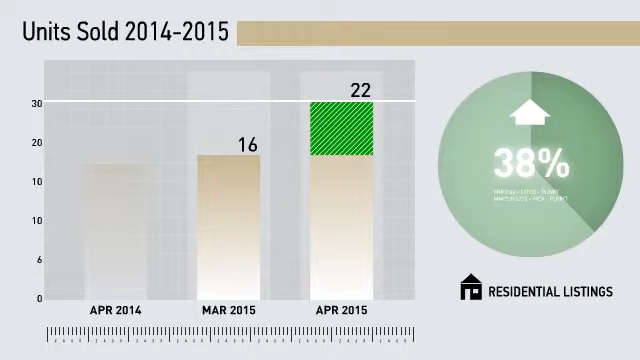 Units Sold 2014-2015
22
30
16
20
10
10
6
0
38%
APR 2014
MAR 2015
APR 2015
RESIDENTIAL LISTINGS